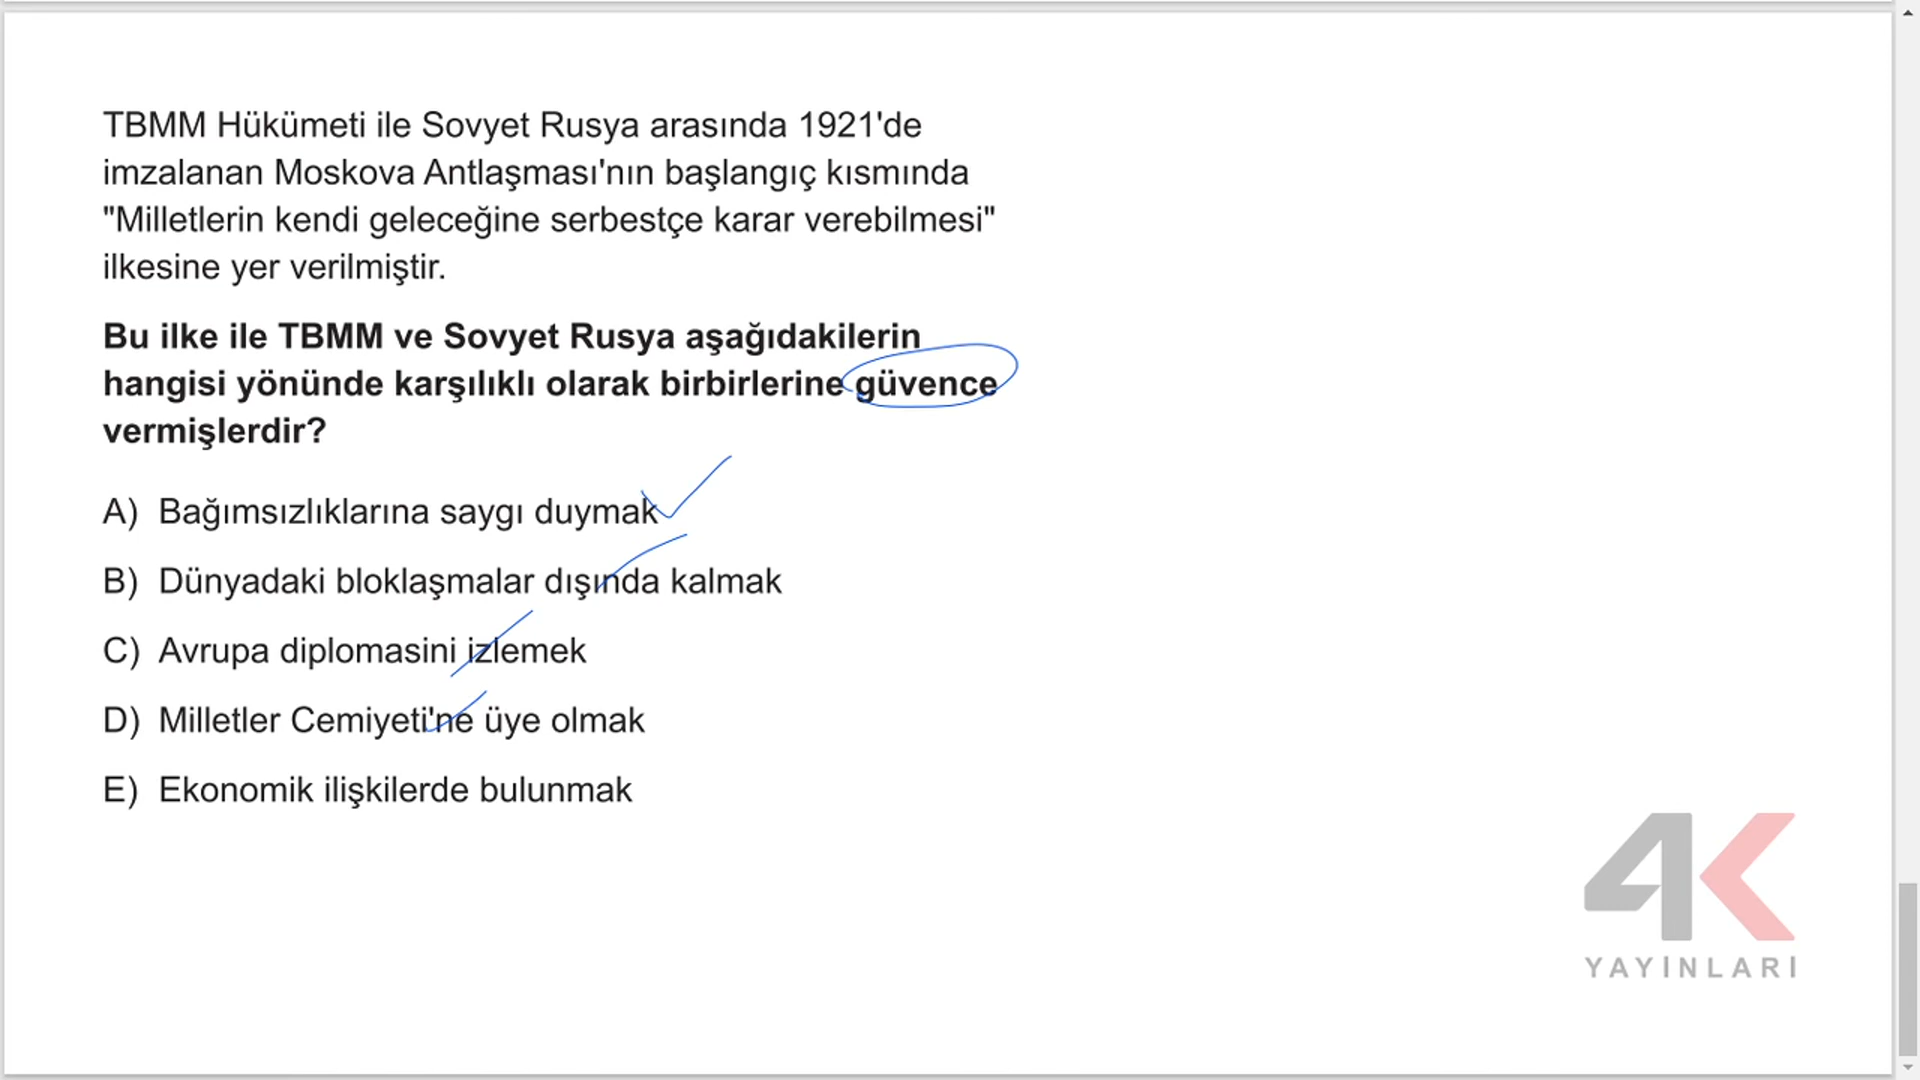 TBMM Hükümeti ile Sovyet Rusya arasında 1921'de
imzalanan Moskova Antlaşması'nın başlangıç kısmında
"Milletlerin kendi geleceğine serbestçe karar verebilmesi"
ilkesine yer verilmiştir.
Bu ilke ile TBMM ve Sovyet Rusya aşağıdakilerin
hangisi yönünde karşılıklı olarak birbirlerine güvence
vermişlerdir?
A) Bağımsızlıklarına saygı duymak
B) Dünyadaki bloklaşmalar dışında kalmak
C) Avrupa diplomasini izlemek
D) Milletler Cemiyeti'ne üye olmak
E) Ekonomik ilişkilerde bulunmak
4K
YAYINLARI